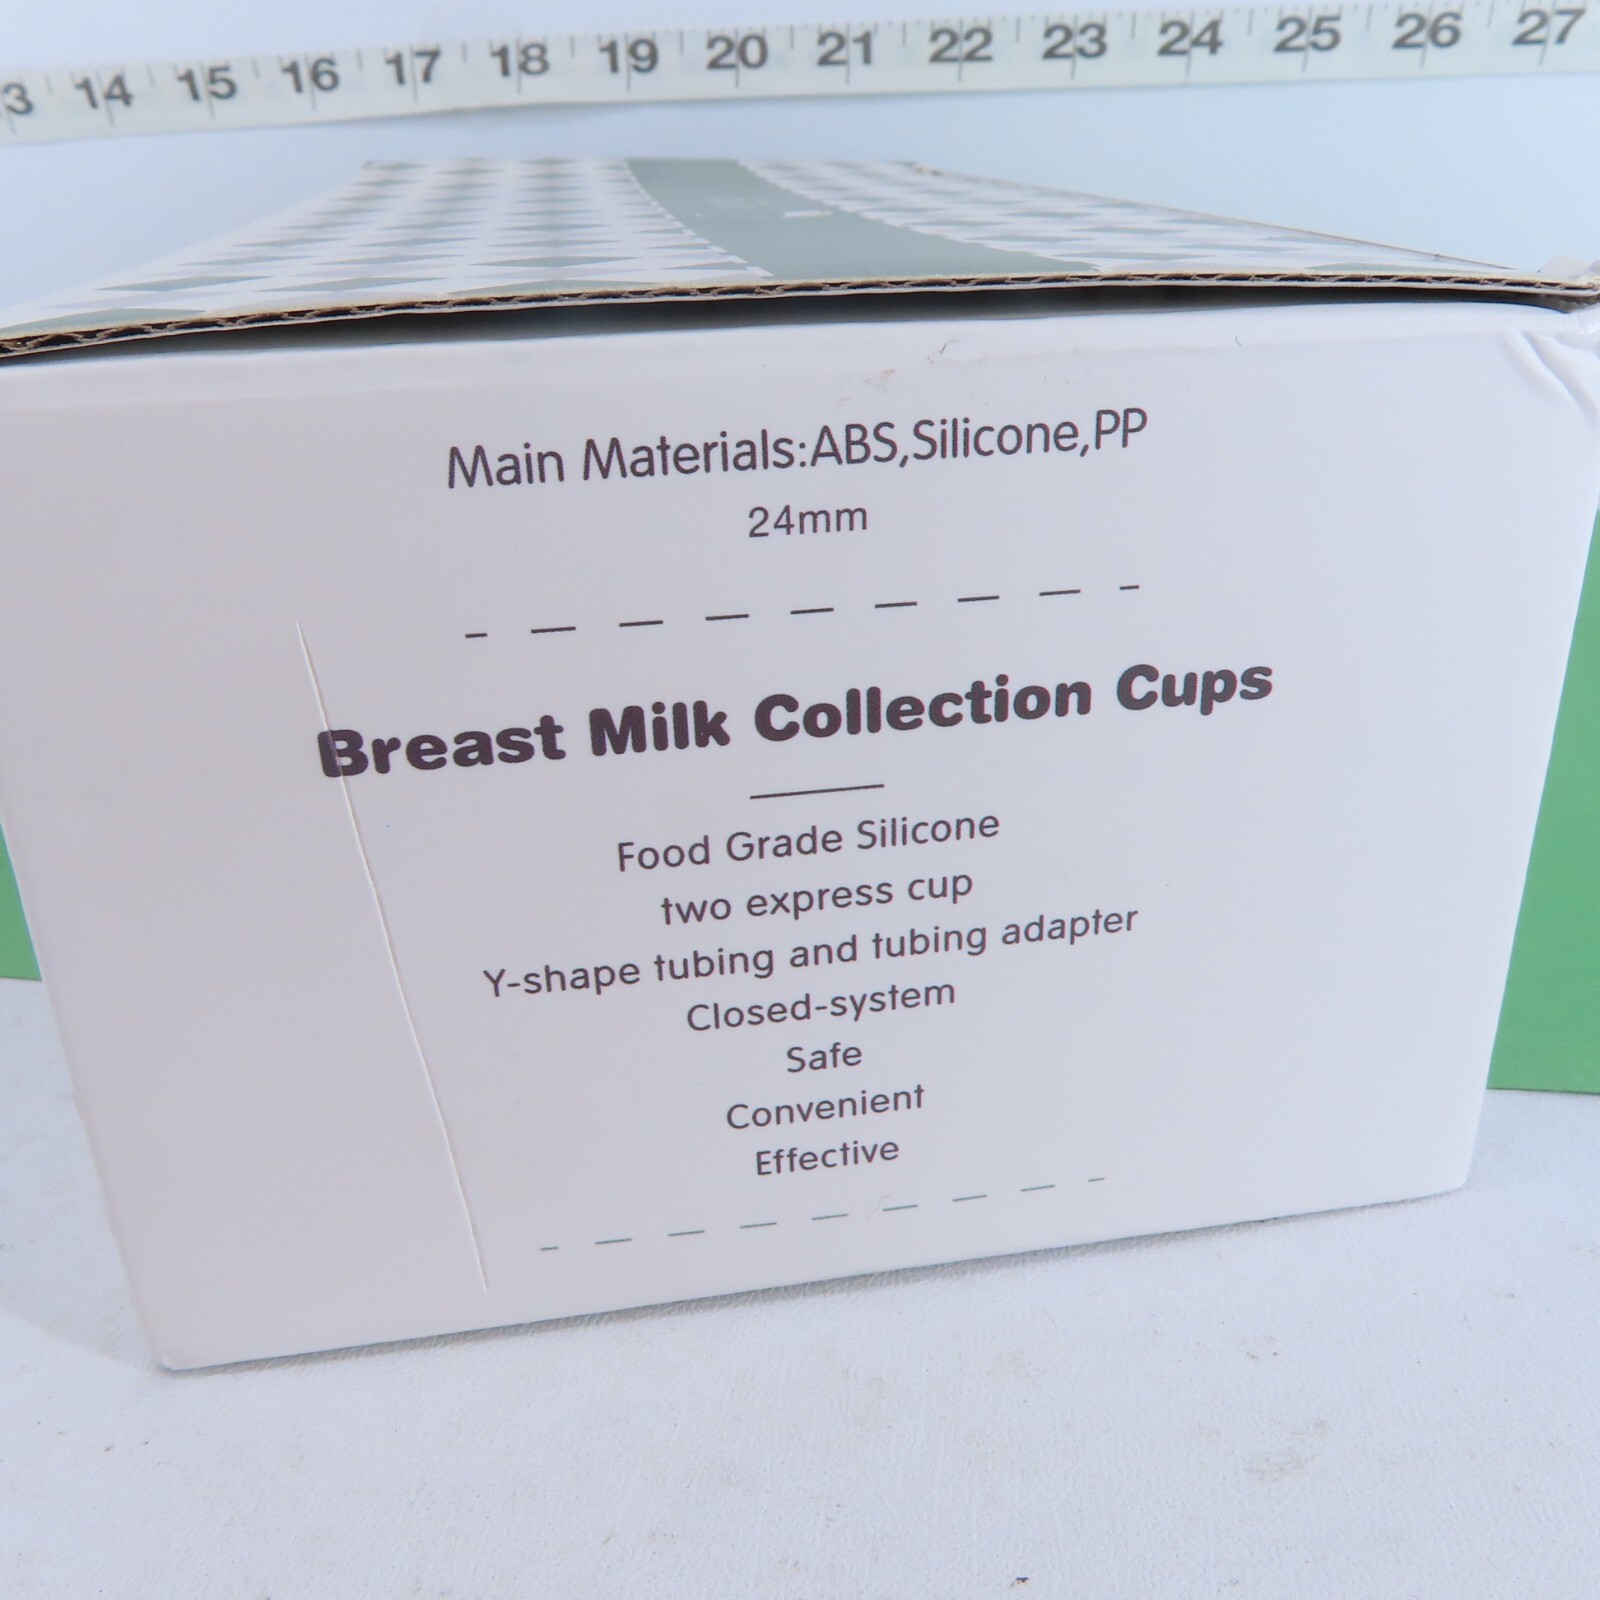 3 14 15 16 17 18 19 20 21 22 23 24 25 26 27
Main Materials:ABS,Silicone,PP
24mm
Breast Milk Collection Cups
Food Grade Silicone
two express cup
Y-shape tubing and tubing adapter
Closed-system
Safe
Convenient
Effective